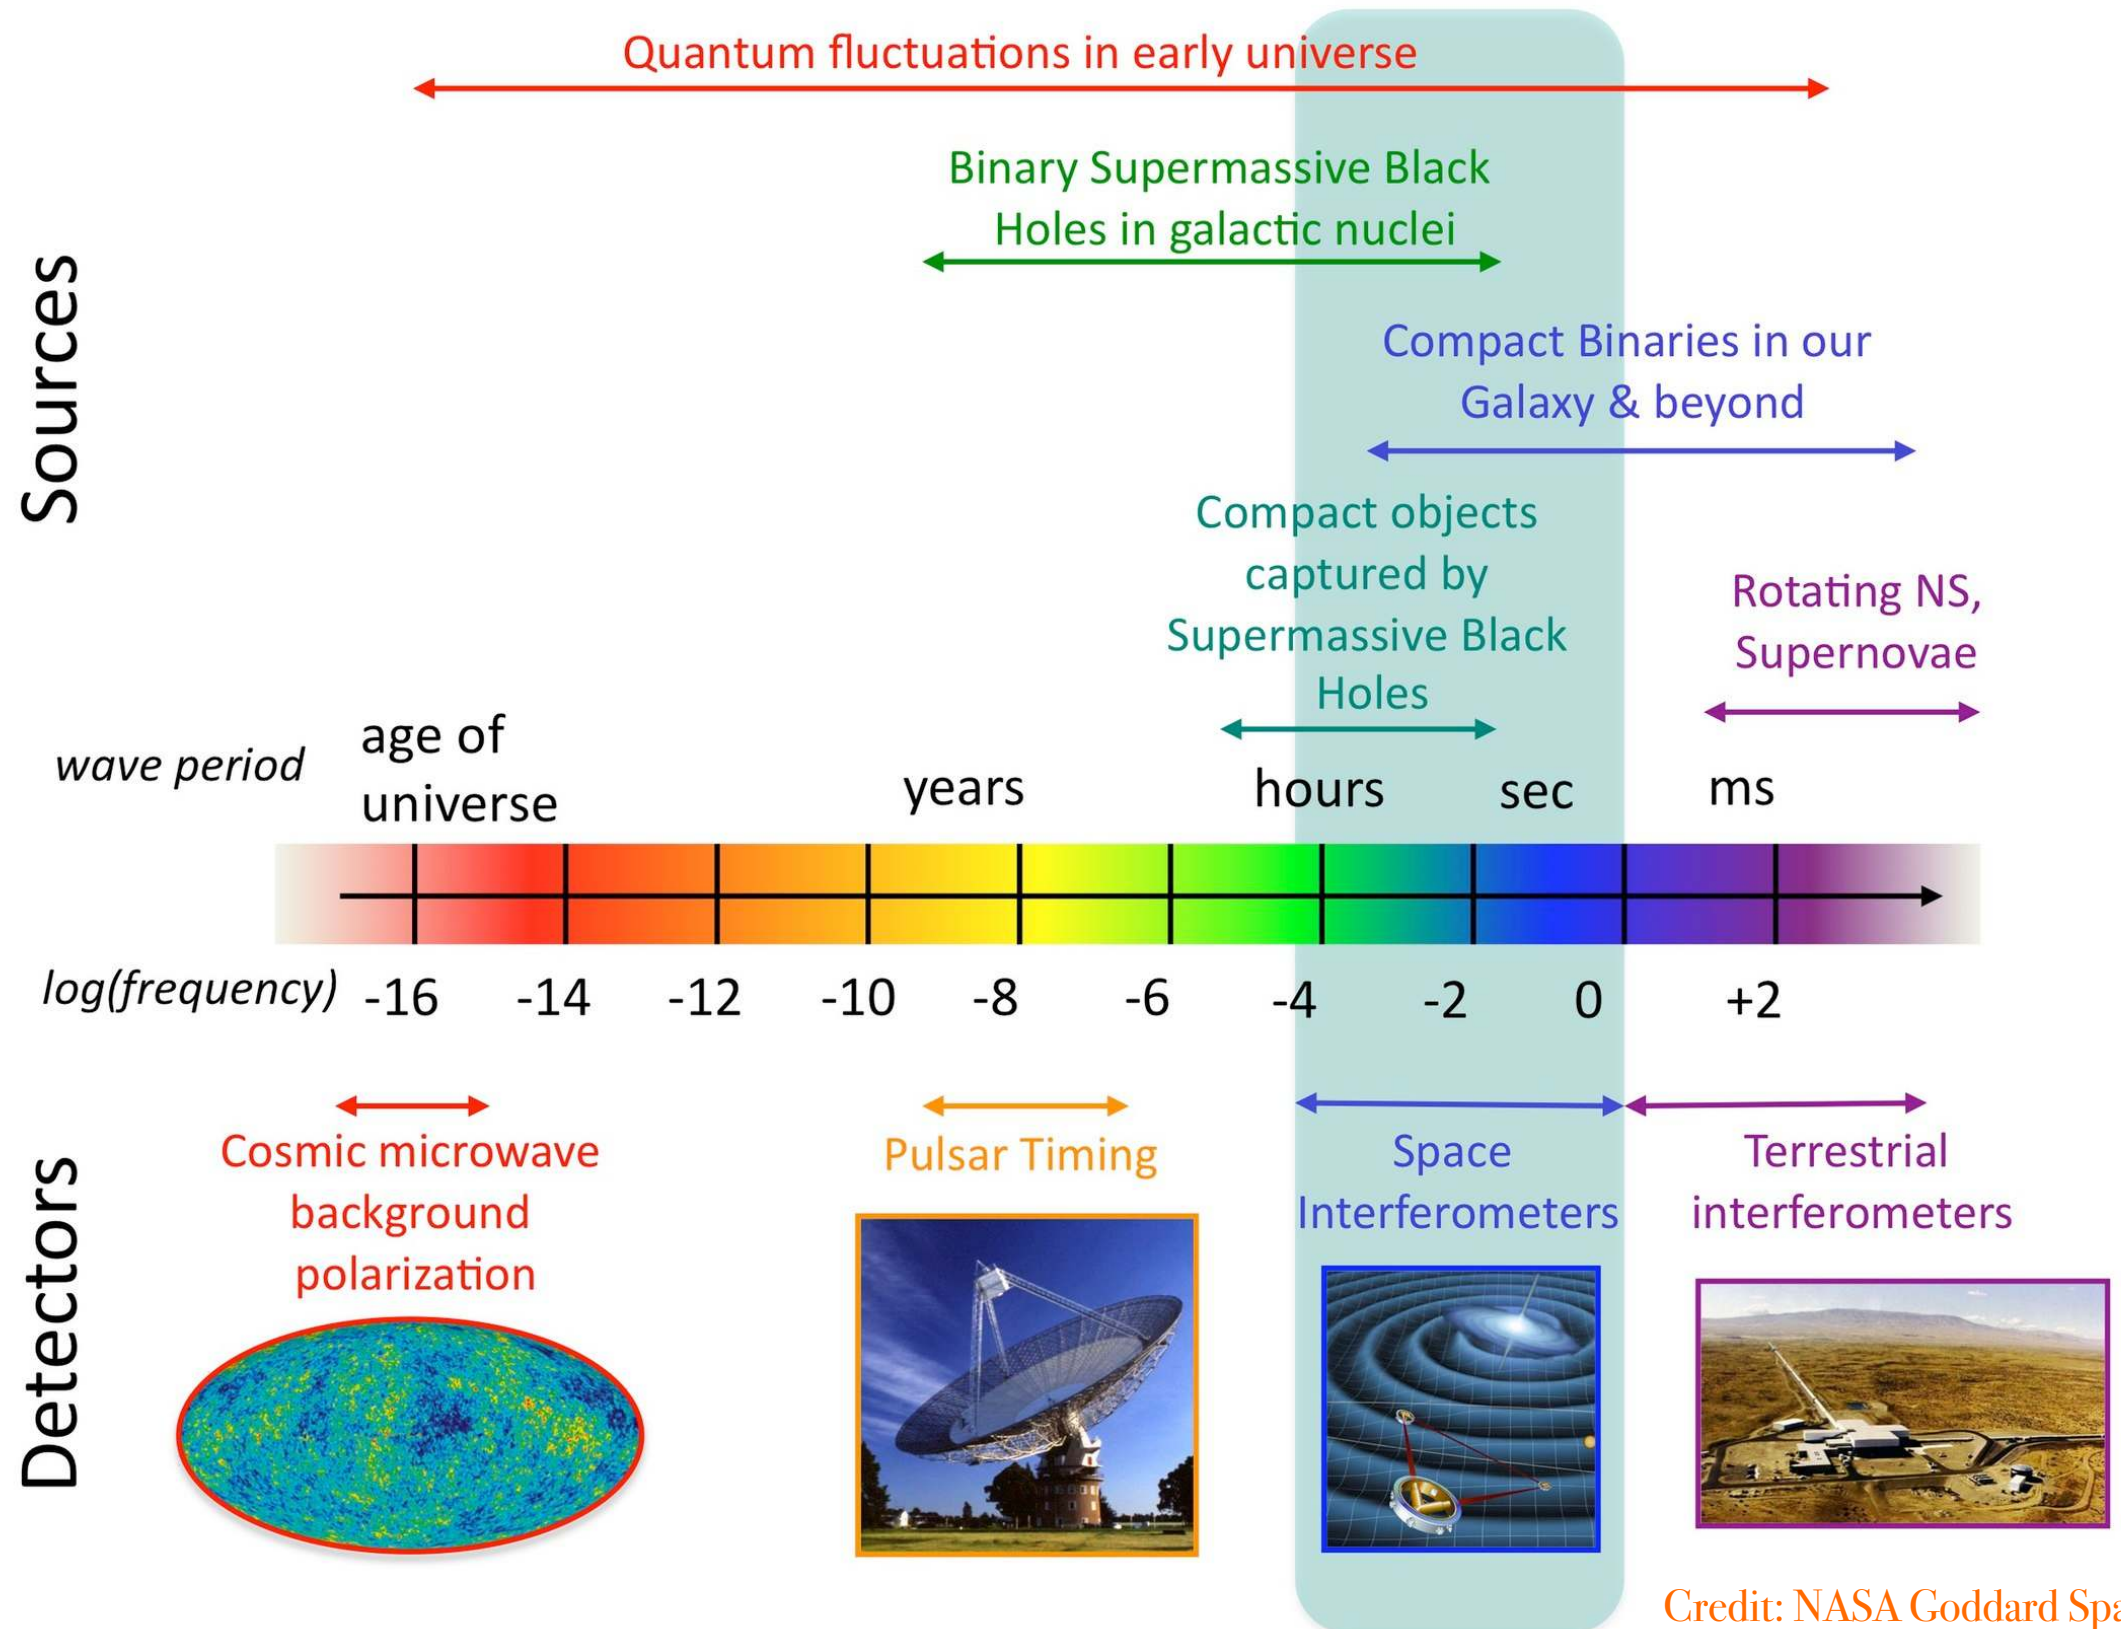 Quantum fluctuations in early universe
Binary Supermassive Black
Holes in galactic nuclei
Compact Binaries in our
Galaxy & beyond
Compact objects
captured by
Supermassive Black
Holes
Rotating NS,
Supernovae
Sources
wave period
age of
universe
years
hours
sec
ms
log(frequency)
-16
-14
-12
-10
-8
-6
-4
-2
0
+2
Detectors
Cosmic microwave
background
polarization
Pulsar Timing
Space
Interferometers
Terrestrial
interferometers
Credit: NASA Goddard